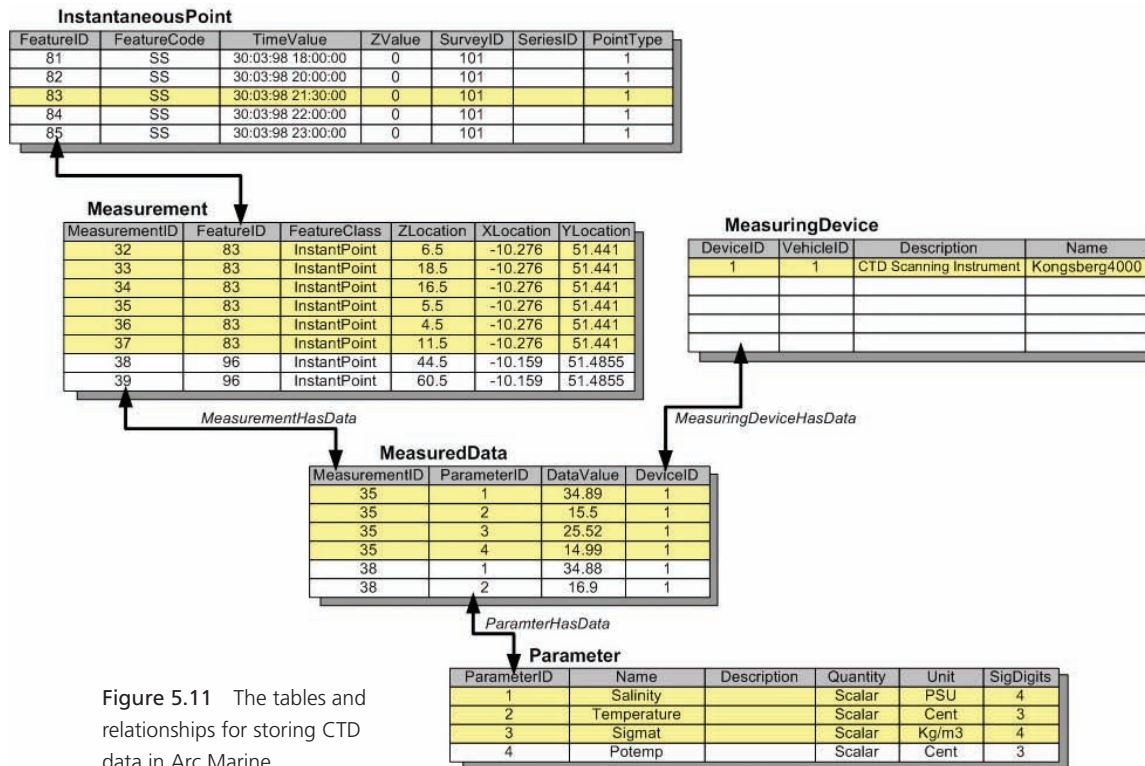 InstantaneousPoint
FeatureID FeatureCode TimeValue ZValue SurveyID SeriesID PointType
81 SS 30:03:98 18:00:00 0 101 1
82 SS 30:03:98 20:00:00 0 101 1
83 SS 30:03:98 21:30:00 0 101 1
84 SS 30:03:98 22:00:00 0 101 1
85 SS 30:03:98 23:00:00 0 101 1
Measurement
MeasurementID FeatureID FeatureClass ZLocation XLocation YLocation
32 83 InstantPoint 6.5 -10.276 51.441
33 83 InstantPoint 18.5 -10.276 51.441
34 83 InstantPoint 16.5 -10.276 51.441
35 83 InstantPoint 5.5 -10.276 51.441
36 83 InstantPoint 4.5 -10.276 51.441
37 83 InstantPoint 11.5 -10.276 51.441
38 96 InstantPoint 44.5 -10.159 51.4855
39 96 InstantPoint 60.5 -10.159 51.4855
MeasuringDevice
DeviceID VehicleID Description Name
1 1 CTD Scanning Instrument Kongsberg4000
MeasurementHasData
MeasuringDeviceHasData
MeasuredData
MeasurementID ParameterID DataValue DeviceID
35 1 34.89 1
35 2 15.5 1
35 3 25.52 1
35 4 14.99 1
38 1 34.88 1
38 2 16.9 1
ParamterHasData
Parameter
ParameterID Name Description Quantity Unit SigDigits
1 Salinity Scalar PSU 4
2 Temperature Scalar Cent 3
3 Sigmat Scalar Kg/m3 4
4 Potemp Scalar Cent 3
Figure 5.11 The tables and
relationships for storing CTD
data in Arc Marine